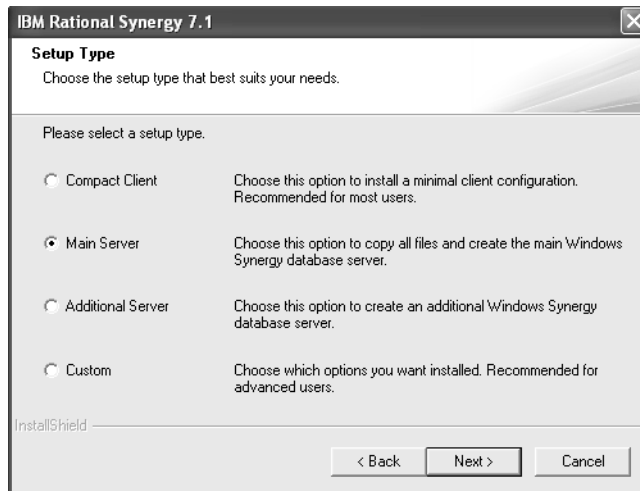 IBM Rational Synergy 7.1
Setup Type
Choose the setup type that best suits your needs.
Please select a setup type.
Compact Client
Choose this option to install a minimal client configuration.
Recommended for most users.
Main Server
Choose this option to copy all files and create the main Windows
Synergy database server.
Additional Server
Choose this option to create an additional Windows Synergy
database server.
Custom
Choose which options you want installed. Recommended for
advanced users.
InstallShield
< Back
Next >
Cancel